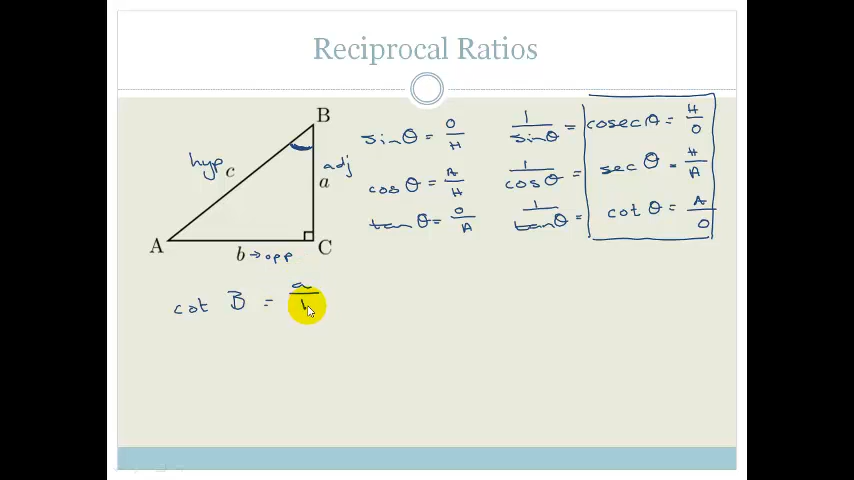 Reciprocal Ratios
B
hyp
c
adj
a
A
C
b → opp
sin θ = O/H
cos θ = A/H
tan θ = O/A
1/sin θ = cosec θ = H/O
1/cos θ = sec θ = H/A
1/tan θ = cot θ = A/O
cot B = a/